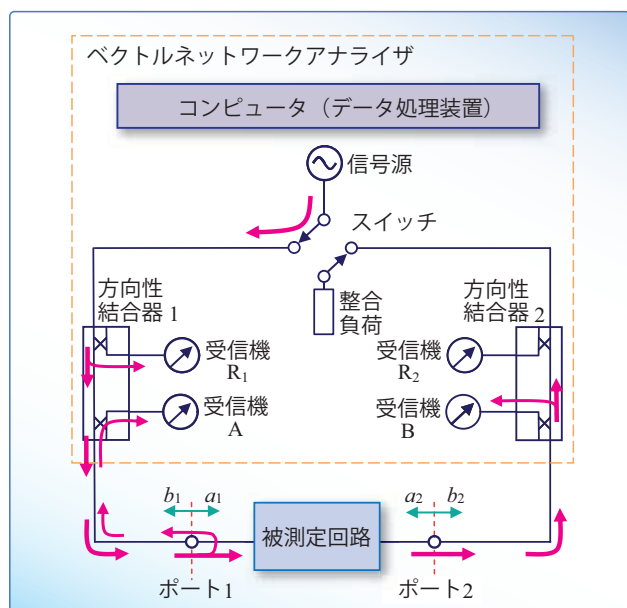 ベクトルネットワークアナライザ
コンピュータ（データ処理装置）
信号源
スイッチ
整合
負荷
方向性
結合器 1
方向性
結合器 2
受信機
R₁
受信機
R₂
受信機
A
受信機
B
b₁ a₁
a₂ b₂
被測定回路
ポート1
ポート2